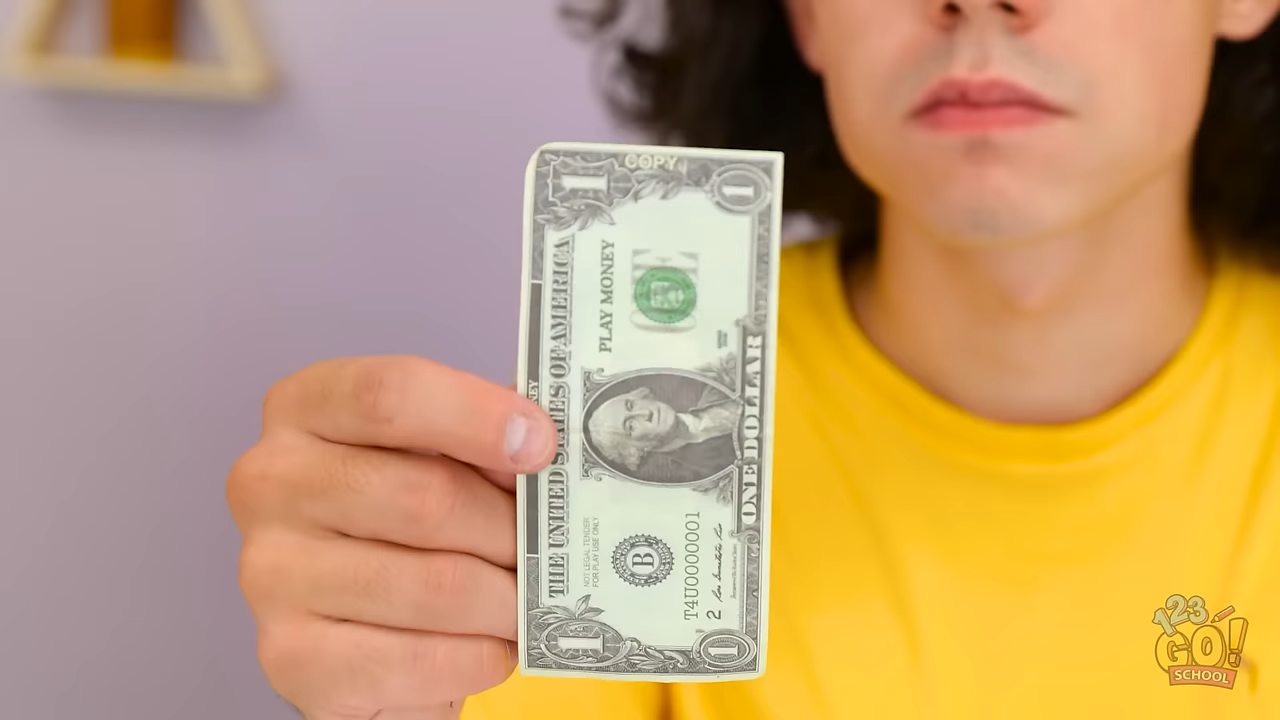 COPY
1
1
THE UNITED STATES OF AMERICA
PLAY MONEY
ONE DOLLAR
NOT LEGAL TENDER
FOR PLAY USE ONLY
B
T4U0000001
2
1
1
123
GO!
SCHOOL